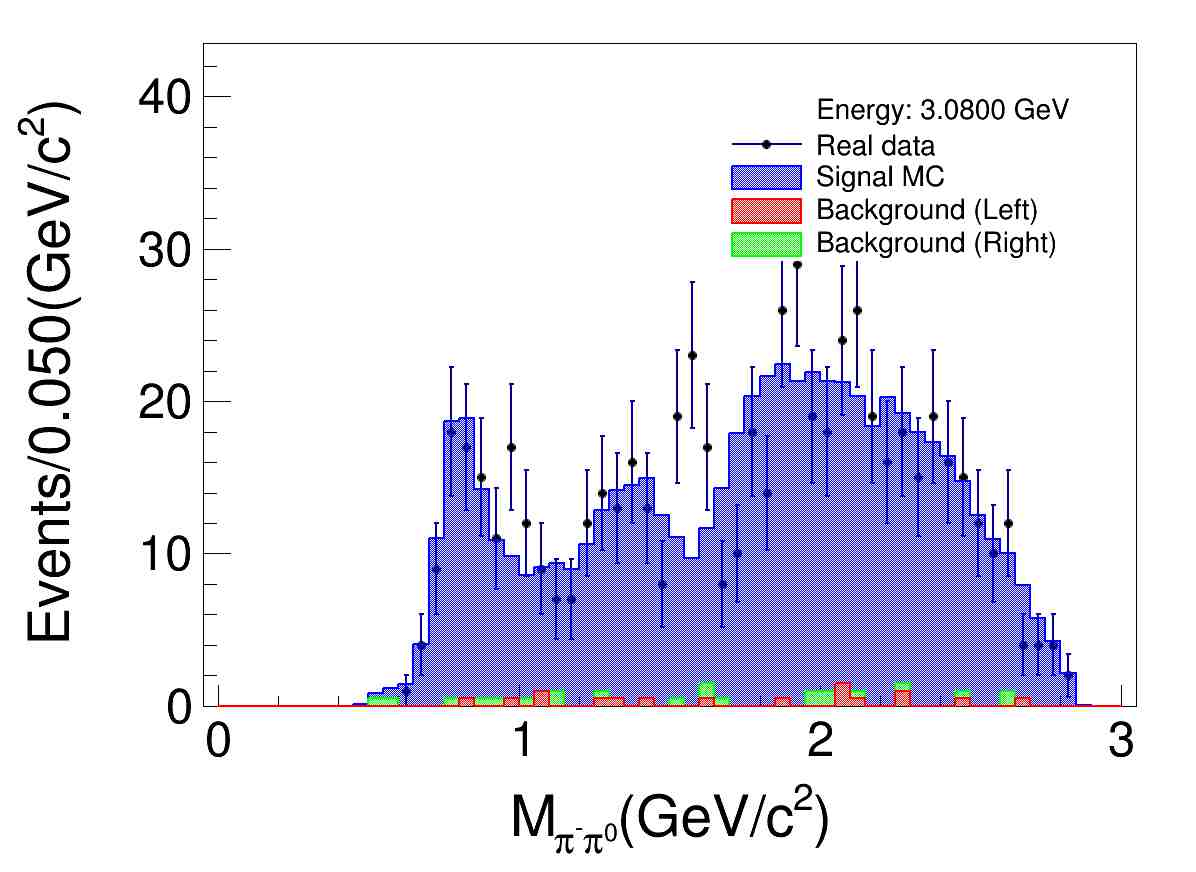 Events/0.050(GeV/c²)
40
30
20
10
0
Energy: 3.0800 GeV
Real data
Signal MC
Background (Left)
Background (Right)
0 1 2 3
Mπ⁻π⁰(GeV/c²)